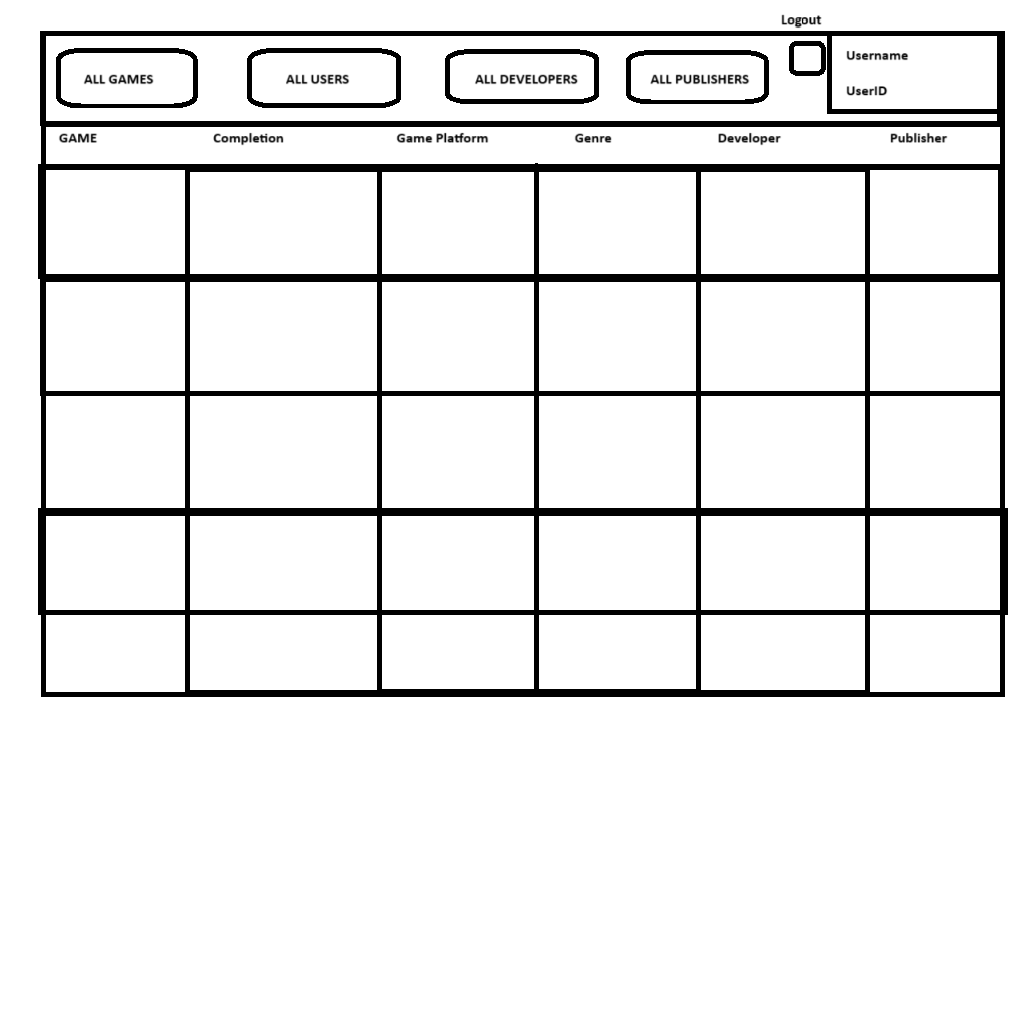 Logout
ALL GAMES
ALL USERS
ALL DEVELOPERS
ALL PUBLISHERS
Username
UserID
GAME
Completion
Game Platform
Genre
Developer
Publisher